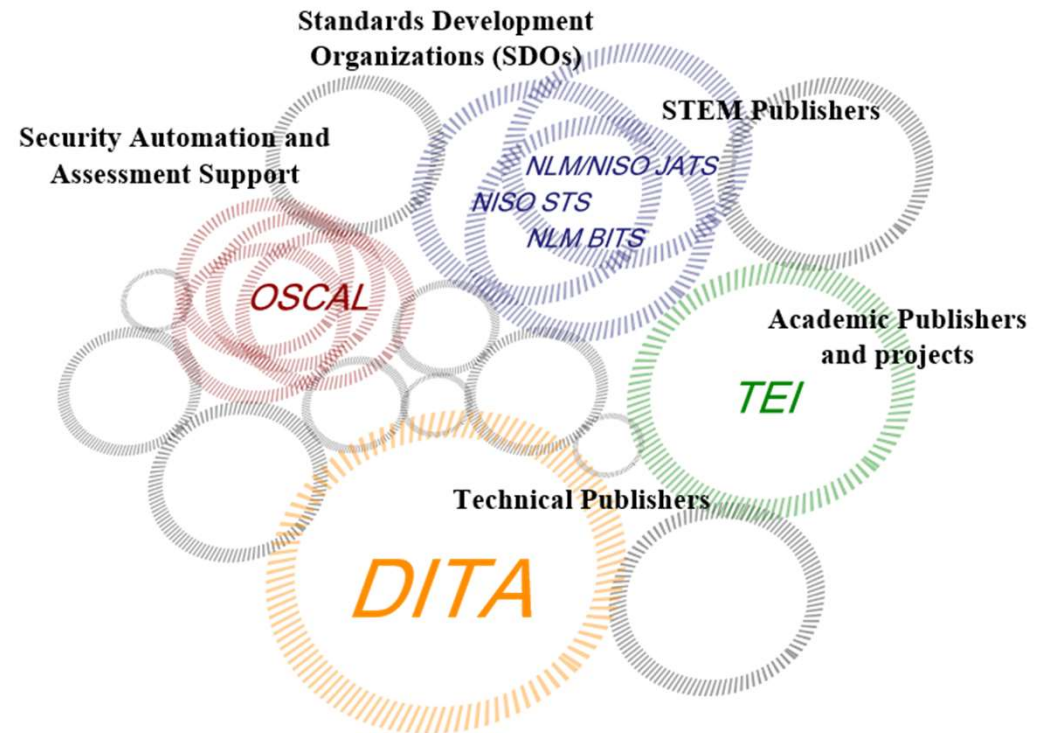 Standards Development
Organizations (SDOs)
STEM Publishers
Security Automation and
Assessment Support
NLM/NISO JATS
NISO STS
NLM BITS
OSCAL
Academic Publishers
and projects
TEI
Technical Publishers
DITA